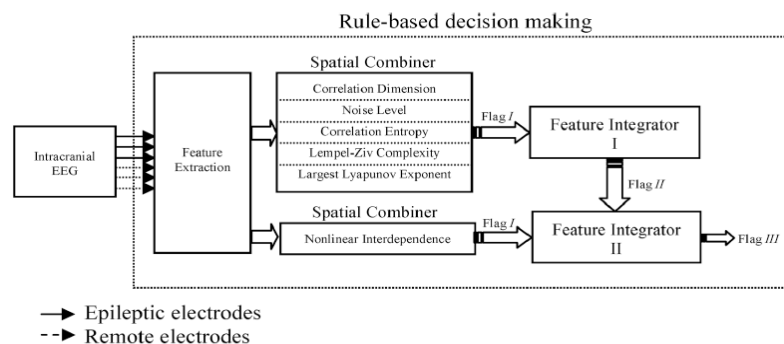 Rule-based decision making
Spatial Combiner
Correlation Dimension
Noise Level
Correlation Entropy
Lempel-Ziv Complexity
Largest Lyapunov Exponent
Flag I
Feature Integrator
I
Intracranial
EEG
Feature
Extraction
Flag II
Spatial Combiner
Nonlinear Interdependence
Flag I
Feature Integrator
II
Flag III
Epileptic electrodes
Remote electrodes